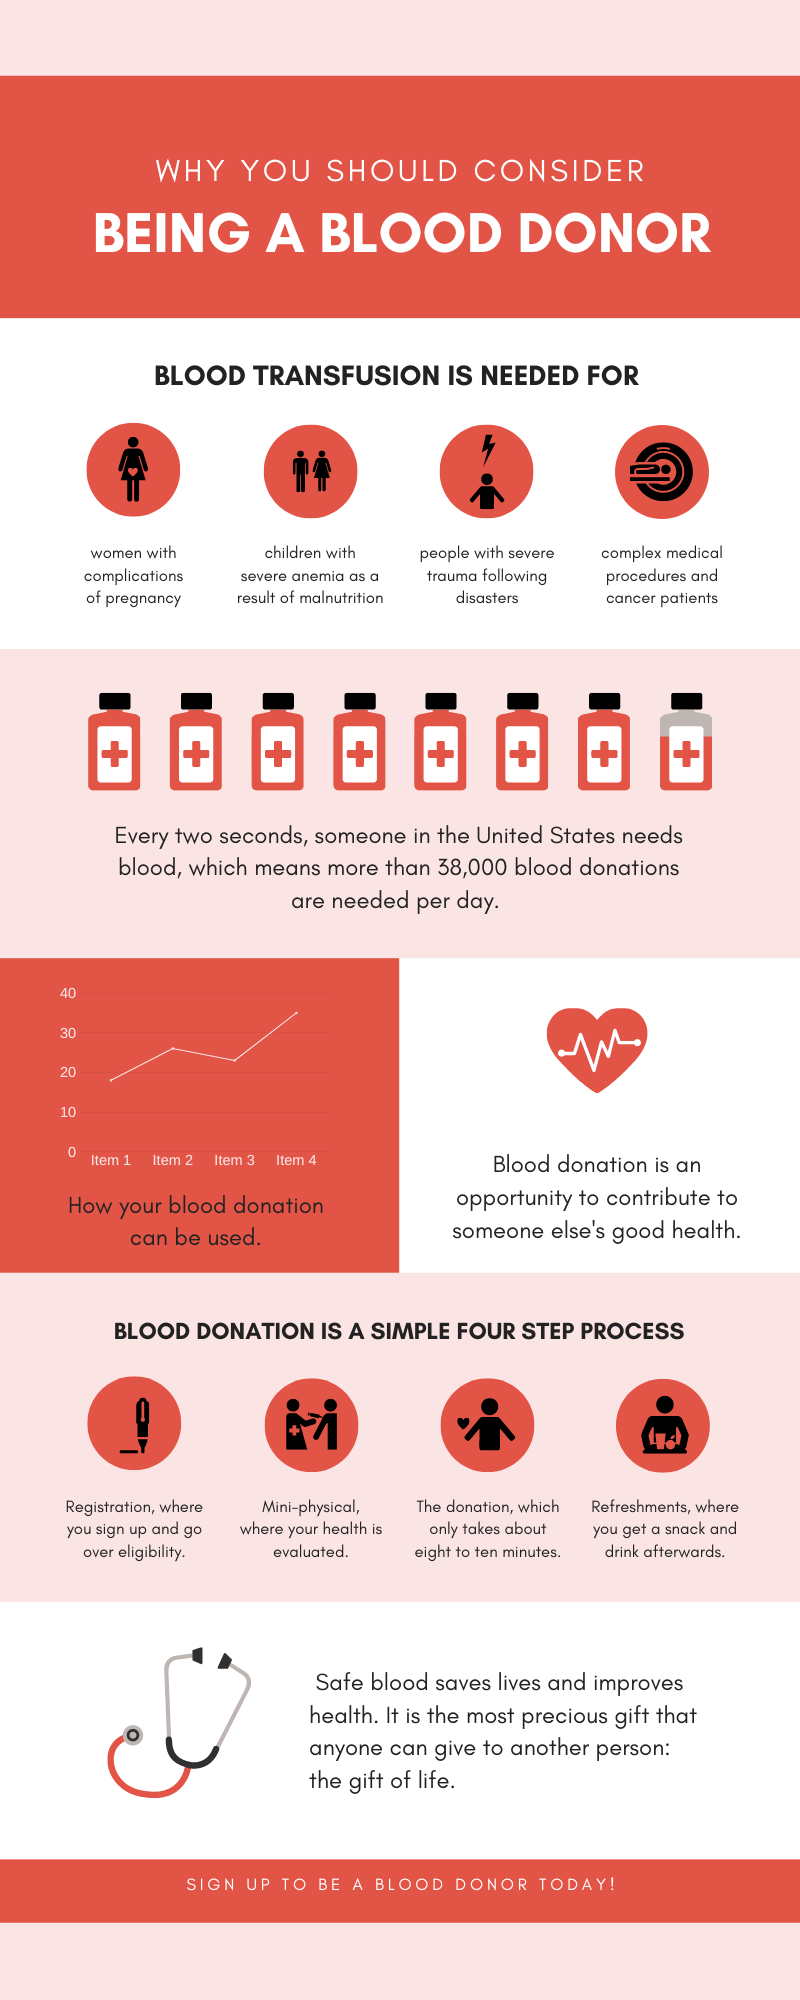 WHY YOU SHOULD CONSIDER
BEING A BLOOD DONOR
BLOOD TRANSFUSION IS NEEDED FOR
women with
complications
of pregnancy
children with
severe anemia as a
result of malnutrition
people with severe
trauma following
disasters
complex medical
procedures and
cancer patients
Every two seconds, someone in the United States needs
blood, which means more than 38,000 blood donations
are needed per day.
40
30
20
10
0
Item 1 Item 2 Item 3 Item 4
How your blood donation
can be used.
Blood donation is an
opportunity to contribute to
someone else's good health.
BLOOD DONATION IS A SIMPLE FOUR STEP PROCESS
Registration, where
you sign up and go
over eligibility.
Mini-physical,
where your health is
evaluated.
The donation, which
only takes about
eight to ten minutes.
Refreshments, where
you get a snack and
drink afterwards.
Safe blood saves lives and improves
health. It is the most precious gift that
anyone can give to another person:
the gift of life.
SIGN UP TO BE A BLOOD DONOR TODAY!